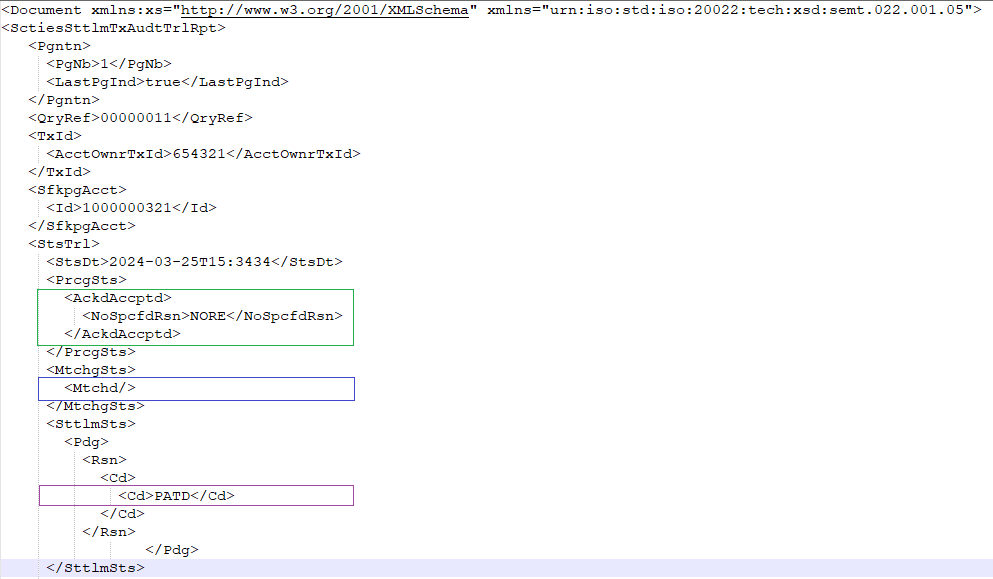 <Document xmlns:xs="http://www.w3.org/2001/XMLSchema" xmlns="urn:iso:std:iso:20022:tech:xsd:semt.022.001.05">
<SctiesSttlmTxAudtTrlRpt>
<Pgntn>
<PgNb>1</PgNb>
<LastPgInd>true</LastPgInd>
</Pgntn>
<QryRef>00000011</QryRef>
<TxId>
<AcctOwnrTxId>654321</AcctOwnrTxId>
</TxId>
<SfkpgAcct>
<Id>1000000321</Id>
</SfkpgAcct>
<StsTrl>
<StsDt>2024-03-25T15:3434</StsDt>
<PrcgSts>
<AckdAccptd>
<NoSpcfdRsn>NORE</NoSpcfdRsn>
</AckdAccptd>
</PrcgSts>
<MtchgSts>
<Mtchd/>
</MtchgSts>
<SttlmSts>
<Pdg>
<Rsn>
<Cd>
<Cd>PATD</Cd>
</Cd>
</Rsn>
</Pdg>
</SttlmSts>